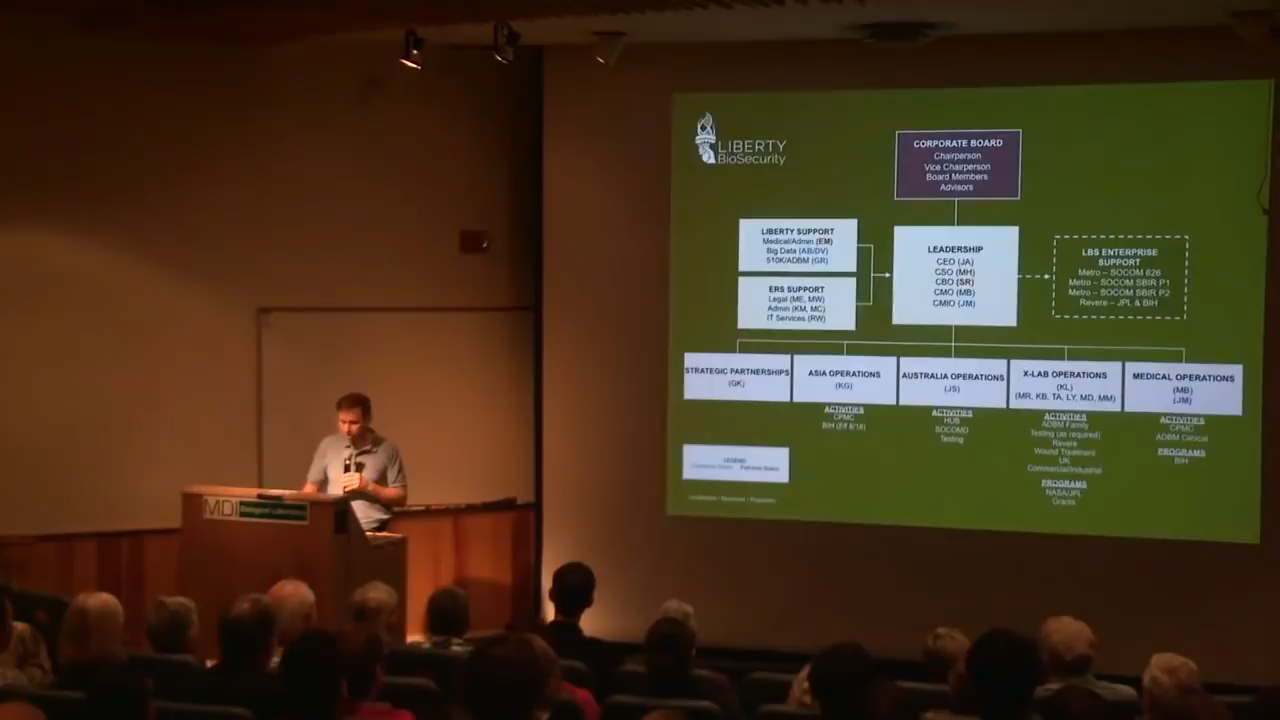 LIBERTY
BioSecurity
CORPORATE BOARD
Chairperson
Vice Chairperson
Board Members
Advisors
LIBERTY SUPPORT
Medical/Admin (EM)
Big Data (AB/DV)
510K/ADBM (GR)
ERS SUPPORT
Legal (ME, MW)
Admin (KM, MC)
IT Services (RW)
LEADERSHIP
CEO (JA)
CSO (MH)
CBO (SR)
CMO (MB)
CMIO (JM)
LBS ENTERPRISE
SUPPORT
Metro – SOCOM 626
Metro – SOCOM SBIR P1
Metro – SOCOM SBIR P2
Revere – JPL & BIH
STRATEGIC PARTNERSHIPS
(GK)
ASIA OPERATIONS
(KG)
ACTIVITIES
CPMC
BIH (Eff 8/18)
AUSTRALIA OPERATIONS
(JS)
ACTIVITIES
HUB
SOCOMD
Testing
X-LAB OPERATIONS
(KL)
(MR, KB, TA, LY, MD, MM)
ACTIVITIES
ADBM Family
Testing (as required)
Revere
Wound Treatment
UK
Commercial/Industrial
PROGRAMS
NASA/JPL
Grants
MEDICAL OPERATIONS
(MB)
(JM)
ACTIVITIES
CPMC
ADBM Clinical
PROGRAMS
BIH
LEGEND
MDI Biological Laboratory